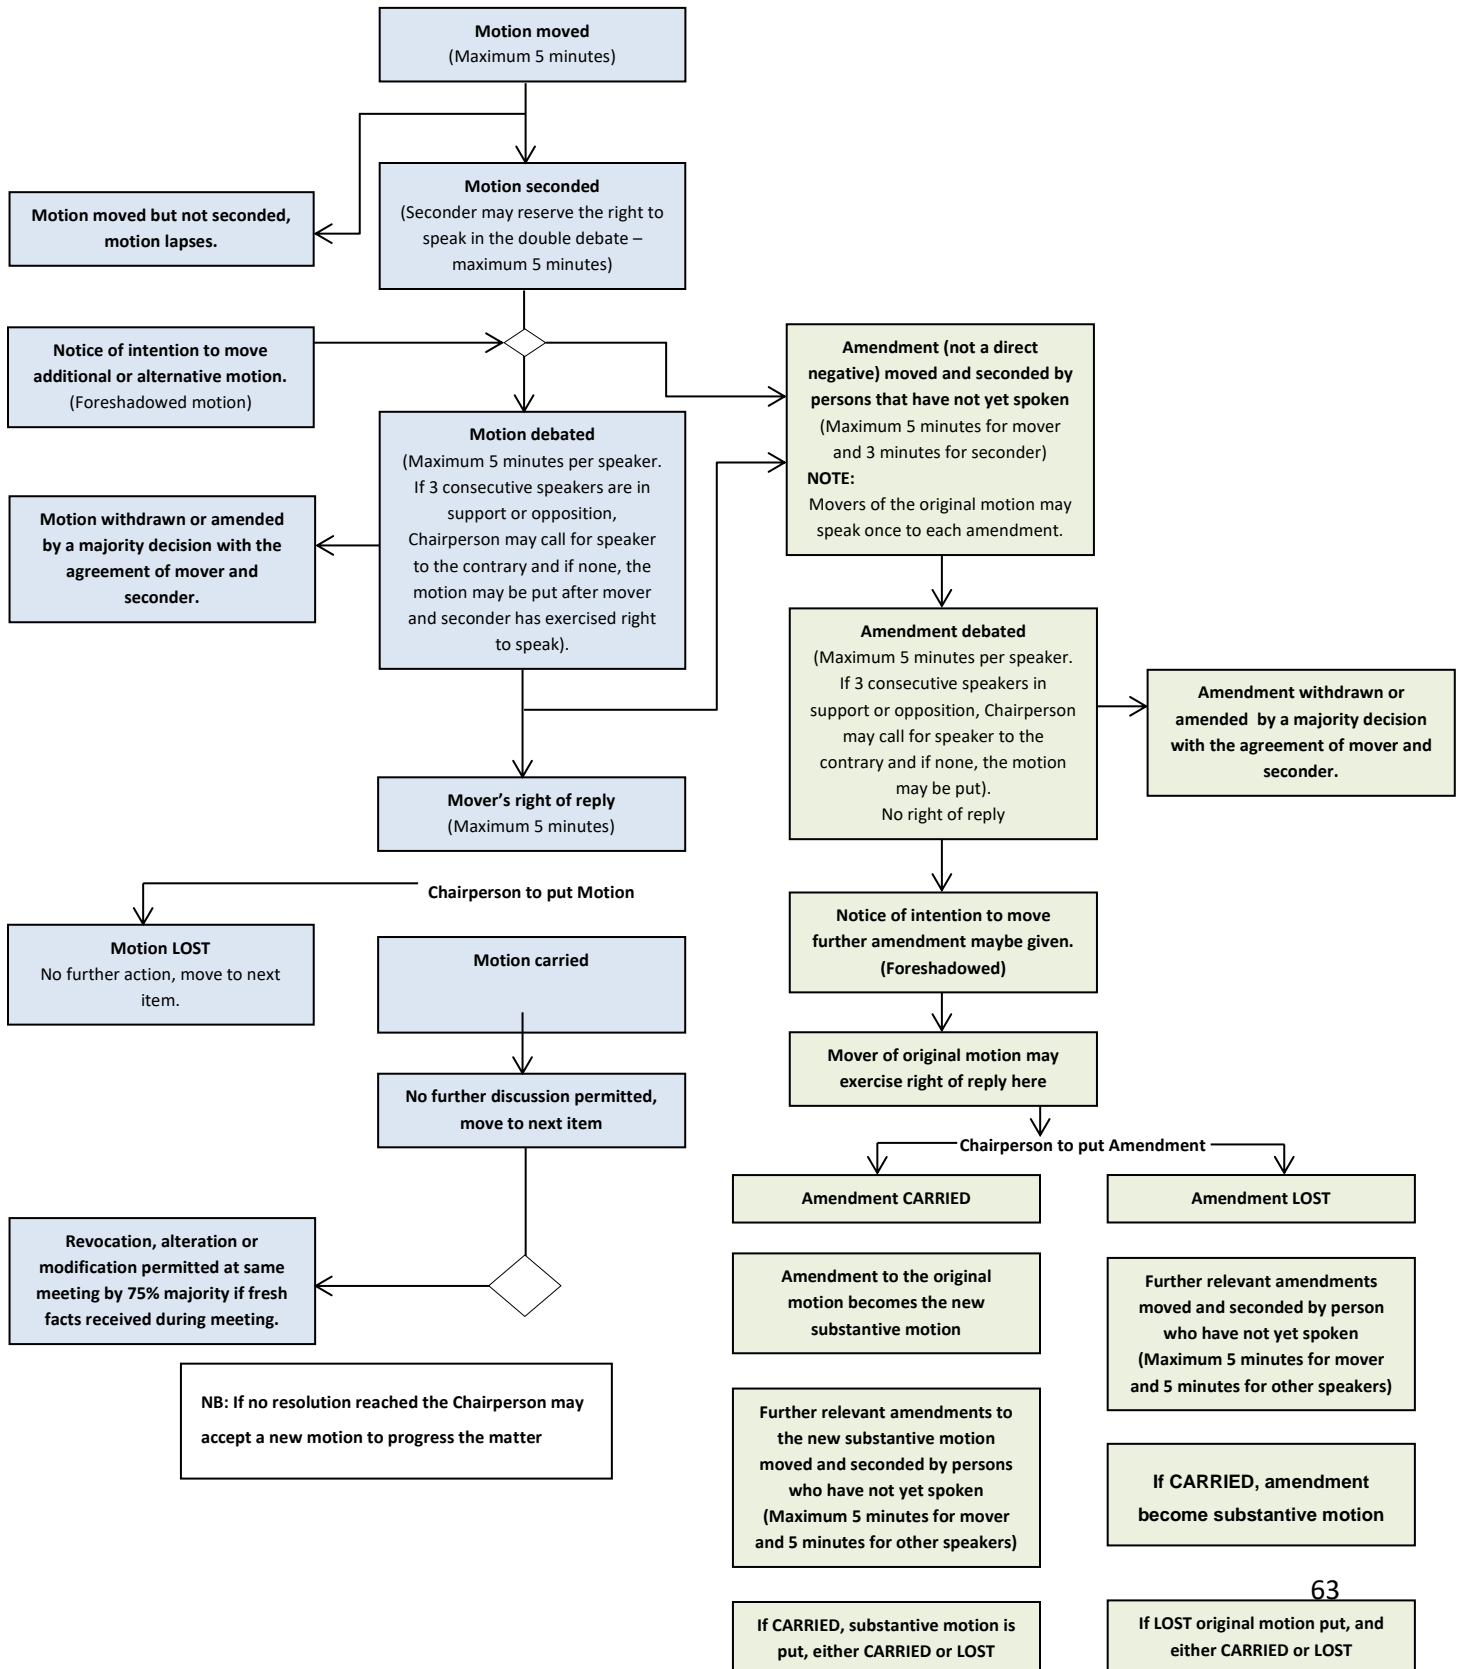 Motion moved
(Maximum 5 minutes)
Motion seconded
(Seconder may reserve the right to
speak in the double debate –
maximum 5 minutes)
Motion moved but not seconded,
motion lapses.
Notice of intention to move
additional or alternative motion.
(Foreshadowed motion)
Motion debated
(Maximum 5 minutes per speaker.
If 3 consecutive speakers are in
support or opposition,
Chairperson may call for speaker
to the contrary and if none, the
motion may be put after mover
and seconder has exercised right
to speak).
Motion withdrawn or amended
by a majority decision with the
agreement of mover and
seconder.
Mover’s right of reply
(Maximum 5 minutes)
Chairperson to put Motion
Motion LOST
No further action, move to next
item.
Motion carried
No further discussion permitted,
move to next item
Revocation, alteration or
modification permitted at same
meeting by 75% majority if fresh
facts received during meeting.
NB: If no resolution reached the Chairperson may
accept a new motion to progress the matter
Amendment (not a direct
negative) moved and seconded by
persons that have not yet spoken
(Maximum 5 minutes for mover
and 3 minutes for seconder)
NOTE:
Movers of the original motion may
speak once to each amendment.
Amendment debated
(Maximum 5 minutes per speaker.
If 3 consecutive speakers in
support or opposition, Chairperson
may call for speaker to the
contrary and if none, the motion
may be put).
No right of reply
Amendment withdrawn or
amended  by a majority decision
with the agreement of mover and
seconder.
Notice of intention to move
further amendment maybe given.
(Foreshadowed)
Mover of original motion may
exercise right of reply here
Chairperson to put Amendment
Amendment CARRIED
Amendment to the original
motion becomes the new
substantive motion
Further relevant amendments to
the new substantive motion
moved and seconded by persons
who have not yet spoken
(Maximum 5 minutes for mover
and 5 minutes for other speakers)
If CARRIED, substantive motion is
put, either CARRIED or LOST
Amendment LOST
Further relevant amendments
moved and seconded by person
who have not yet spoken
(Maximum 5 minutes for mover
and 5 minutes for other speakers)
If CARRIED, amendment
become substantive motion
If LOST original motion put, and
either CARRIED or LOST
63